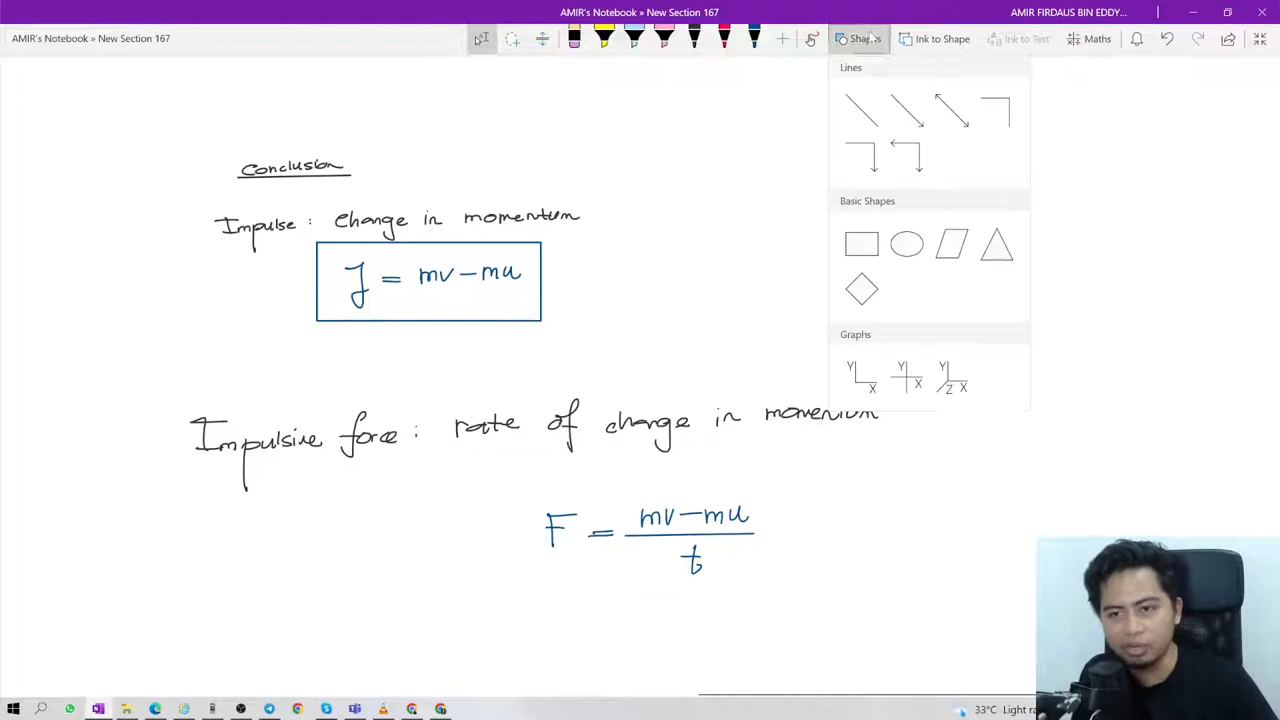 AMIR's Notebook » New Section 167
AMIR FIRDAUS BIN EDDY...
AMIR's Notebook » New Section 167
Shapes
Ink to Shape
Ink to Text
Maths
Lines
Basic Shapes
Graphs
Y X Y X Y Z X
Conclusion
Impulse: change in momentum
J = mv-mu
Impulsive force: rate of change in momentum
F = mv-mu
t
33°C Light ra